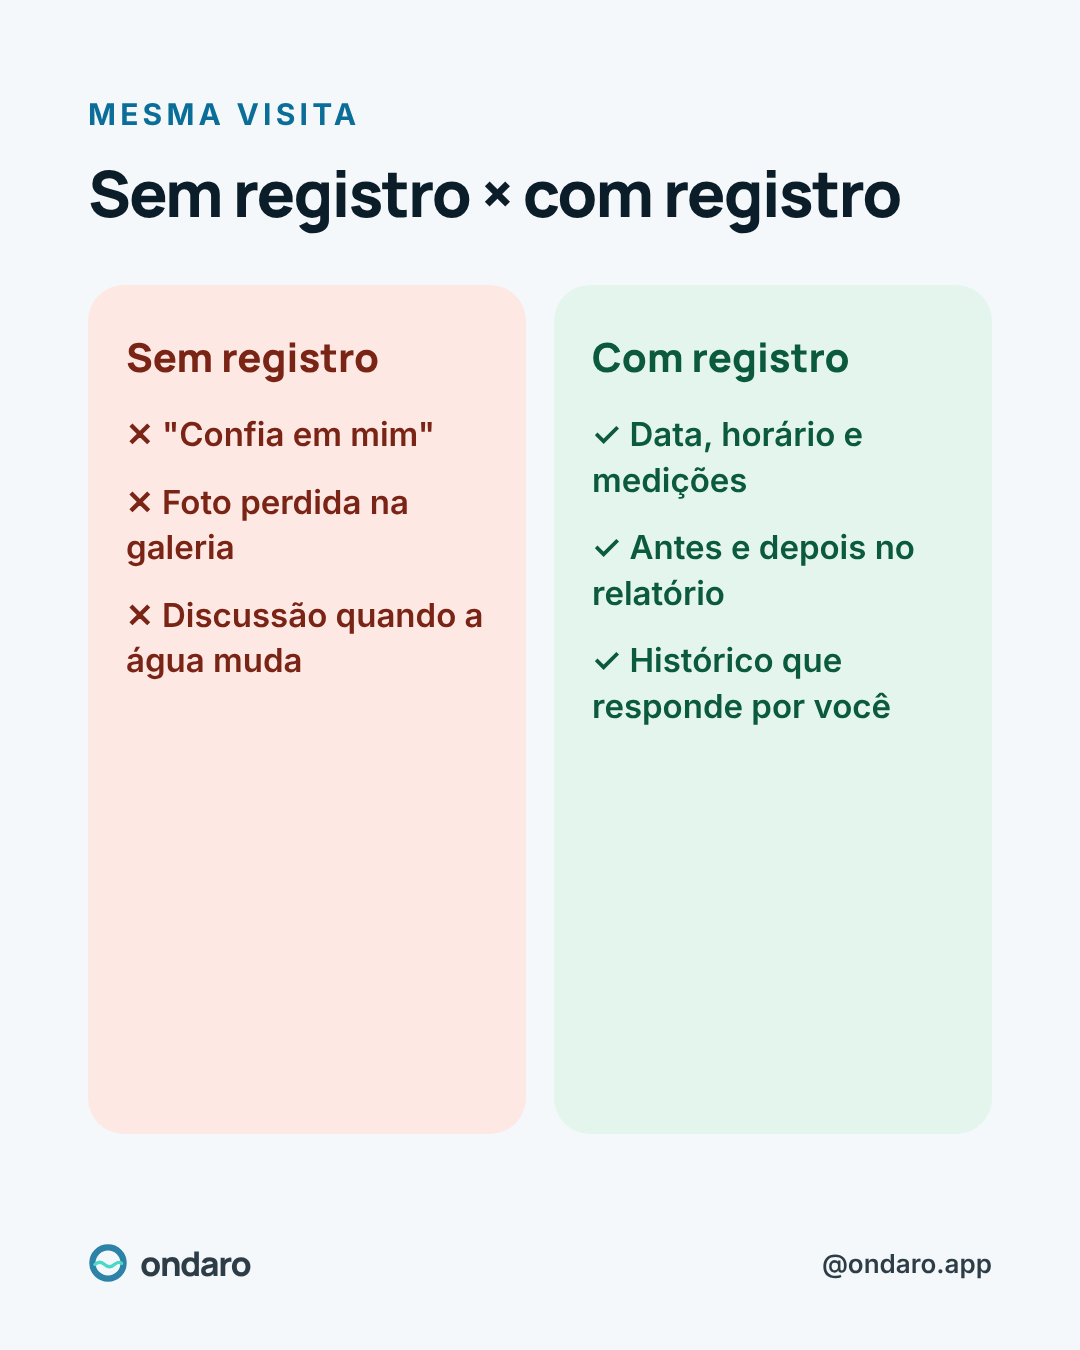 MESMA VISITA
Sem registro × com registro
Sem registro
✕ "Confia em mim"
✕ Foto perdida na
galeria
✕ Discussão quando a
água muda
Com registro
✓ Data, horário e
medições
✓ Antes e depois no
relatório
✓ Histórico que
responde por você
ondaro
@ondaro.app